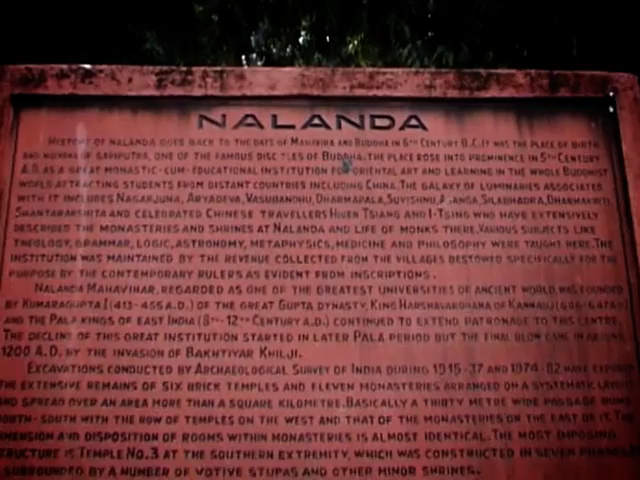 NALANDA
HISTORY OF NALANDA GOES BACK TO THE DAYS OF MAHAVIRA AND BUDDHA IN 6TH CENTURY B.C. IT WAS THE PLACE OF BIRTH
AND NIRVANA OF SARIPUTRA, ONE OF THE FAMOUS DISC LES OF BUDDHA. THE PLACE ROSE INTO PROMINENCE IN 5TH CENTURY
A.D. AS A GREAT MONASTIC-CUM-EDUCATIONAL INSTITUTION FOR ORIENTAL ART AND LEARNING IN THE WHOLE BUDDHIST
WORLD ATTRACTING STUDENTS FROM DISTANT COUNTRIES INCLUDING CHINA. THE GALAXY OF LUMINARIES ASSOCIATED
WITH IT INCLUDES NAGARJUNA, ARYADEVA, VASUBANDHU, DHARMAPALA, SUVISHNU, ANGA, SILABHADRA, DHARMAKIRTI,
SHANTARAKSHITA AND CELEBRATED CHINESE TRAVELLERS HIUEN TSIANG AND I-TSING WHO HAVE EXTENSIVELY
DESCRIBED THE MONASTERIES AND SHRINES AT NALANDA AND LIFE OF MONKS THERE. VARIOUS SUBJECTS LIKE
THEOLOGY, GRAMMAR, LOGIC, ASTRONOMY, METAPHYSICS, MEDICINE AND PHILOSOPHY WERE TAUGHT HERE. THE
INSTITUTION WAS MAINTAINED BY THE REVENUE COLLECTED FROM THE VILLAGES BESTOWED SPECIFICALLY FOR THE
PURPOSE BY THE CONTEMPORARY RULERS AS EVIDENT FROM INSCRIPTIONS.
NALANDA MAHAVIHAR, REGARDED AS ONE OF THE GREATEST UNIVERSITIES OF ANCIENT WORLD, WAS FOUNDED
BY KUMARAGUPTA I (413-455 A.D.) OF THE GREAT GUPTA DYNASTY, KING HARSHAVARDHANA OF KANNAUJ (606-647 A.D.)
AND THE PALA KINGS OF EAST INDIA (8TH-12TH CENTURY A.D.) CONTINUED TO EXTEND PATRONAGE TO THIS CENTRE.
THE DECLINE OF THIS GREAT INSTITUTION STARTED IN LATER PALA PERIOD BUT THE FINAL BLOW CAME IN AROUND
1200 A.D. BY THE INVASION OF BAKHTIYAR KHILJI.
EXCAVATIONS CONDUCTED BY ARCHAEOLOGICAL SURVEY OF INDIA DURING 1915-37 AND 1974-82 HAVE EXPOSED
THE EXTENSIVE REMAINS OF SIX BRICK TEMPLES AND ELEVEN MONASTERIES ARRANGED ON A SYSTEMATIC LAYOUT
AND SPREAD OVER AN AREA MORE THAN A SQUARE KILOMETRE. BASICALLY A THIRTY METRE WIDE PASSAGE RUNS
NORTH-SOUTH WITH THE ROW OF TEMPLES ON THE WEST AND THAT OF THE MONASTERIES ON THE EAST OF IT. THE
MENSION AND DISPOSITION OF ROOMS WITHIN MONASTERIES IS ALMOST IDENTICAL. THE MOST IMPOSING
TRUCTURE IS TEMPLE NO.3 AT THE SOUTHERN EXTREMITY, WHICH WAS CONSTRUCTED IN SEVEN PHASES
SURROUNDED BY A NUMBER OF VOTIVE STUPAS AND OTHER MINOR SHRINES.